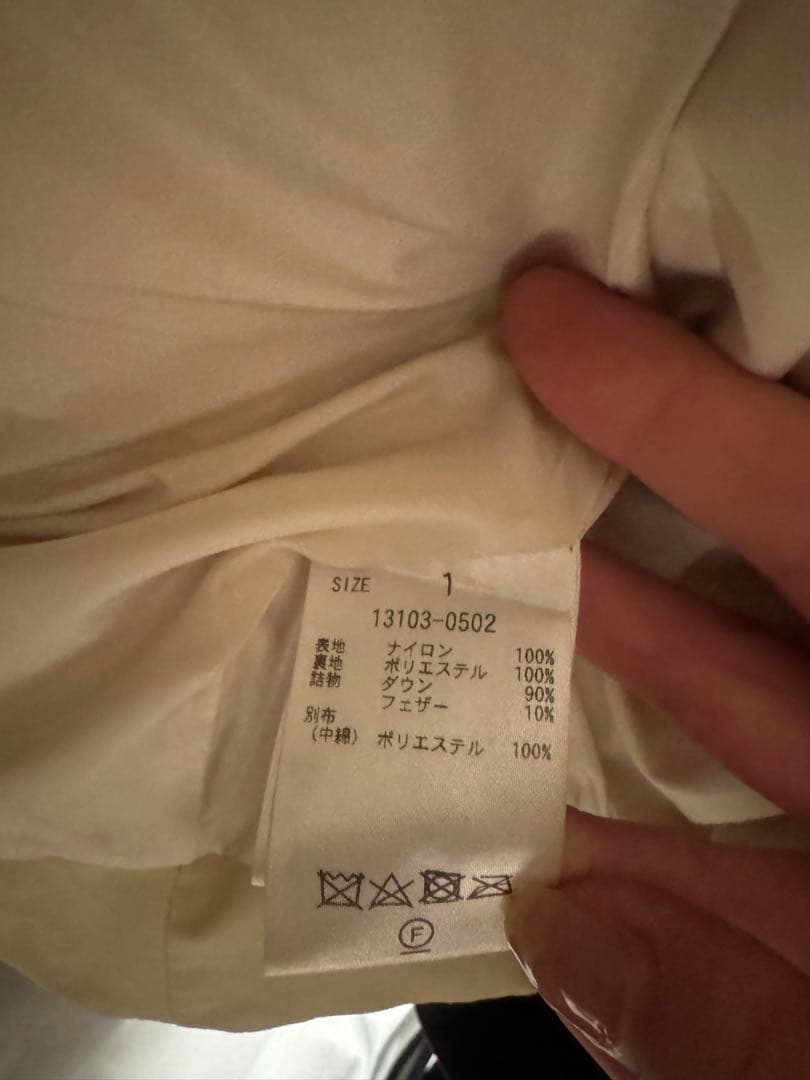 SIZE 1
13103-0502
表地 ナイロン 100%
裏地 ポリエステル 100%
詰物 ダウン 90%
フェザー 10%
別布
(中綿) ポリエステル 100%
F